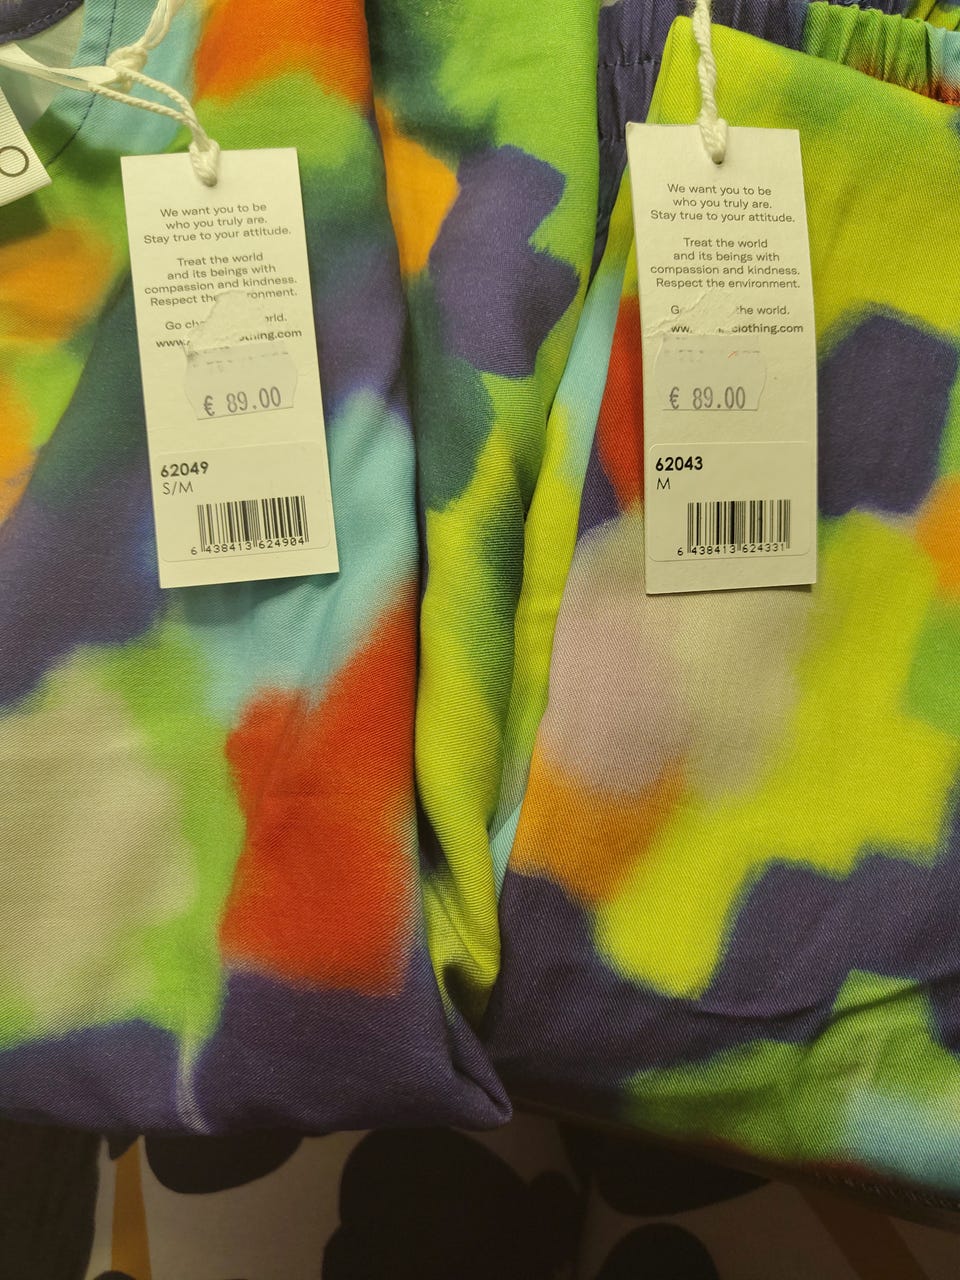 O
We want you to be
who you truly are.
Stay true to your attitude.
Treat the world
and its beings with
compassion and kindness.
Respect the
Go
€ 89.00
62049
S/M
6 438413 624904
We want you to be
who you truly are.
Stay true to your attitude.
Treat the world
and its beings with
compassion and kindness.
Respect the environment.
the world.
€ 89.00
62043
M
6 438413 624331